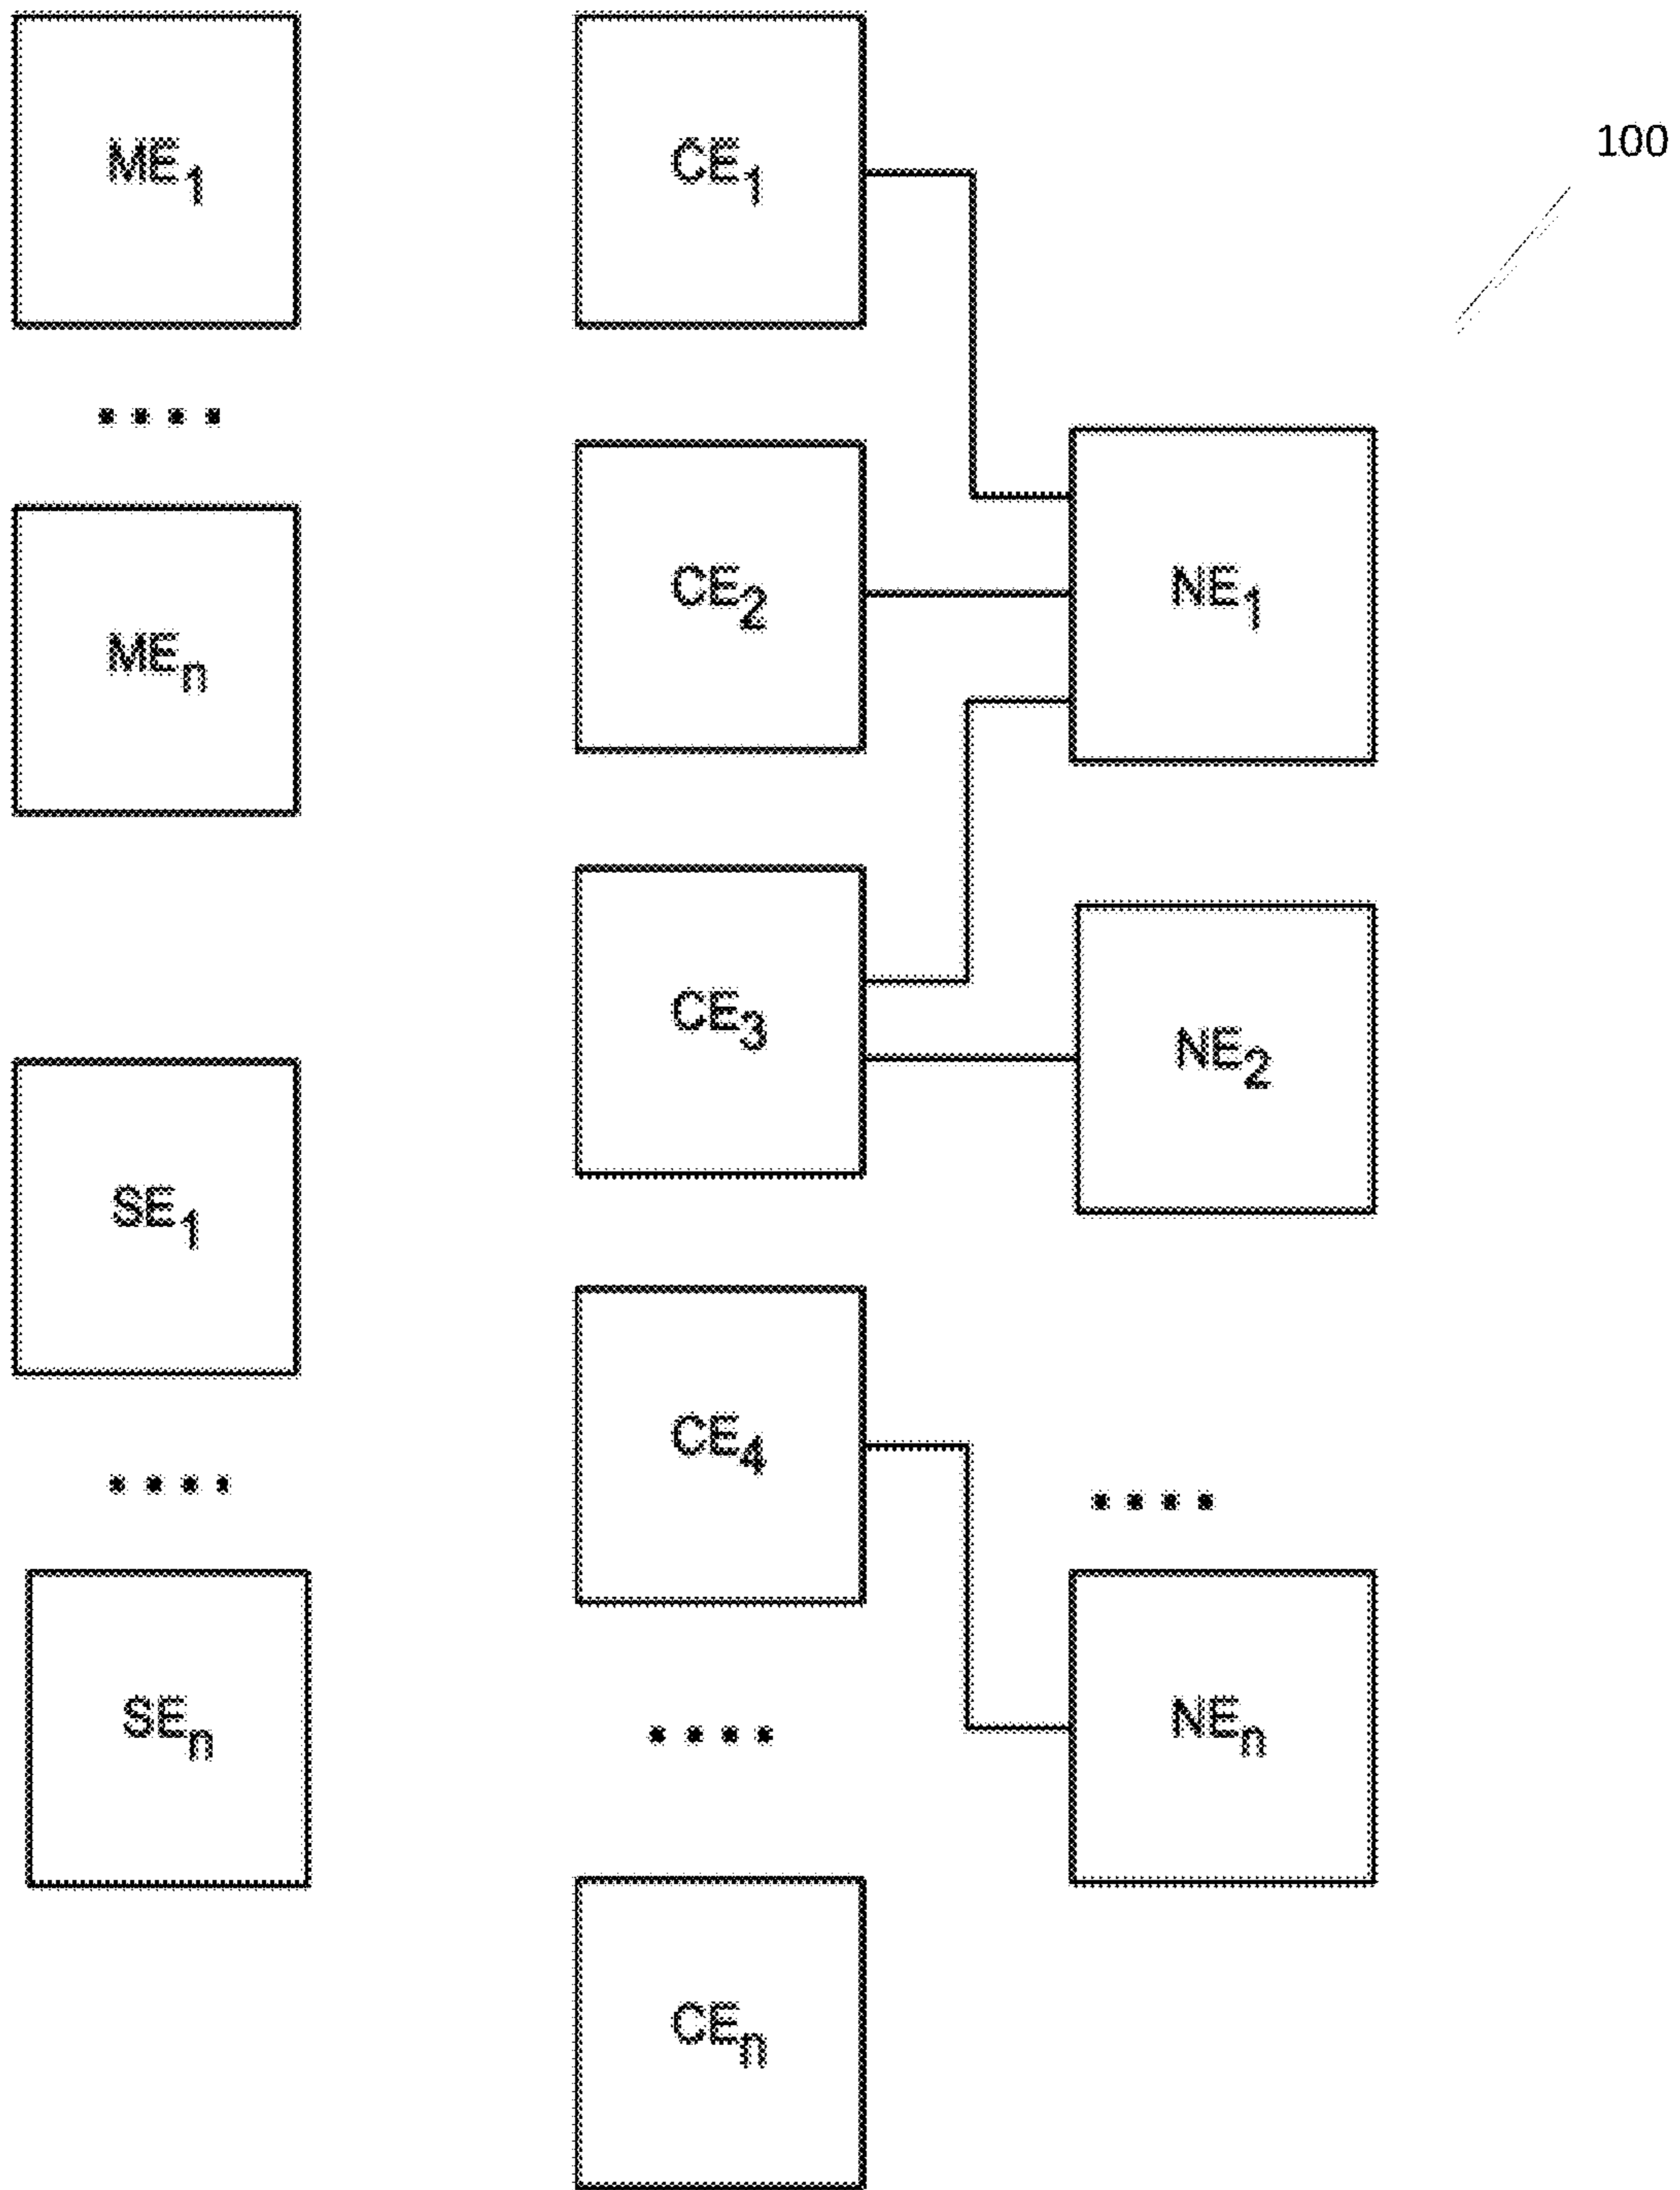 ME1
CE1
100
....
CE2
NE1
MEn
CE3
NE2
SE1
CE4
....
....
SEn
....
NEn
CEn